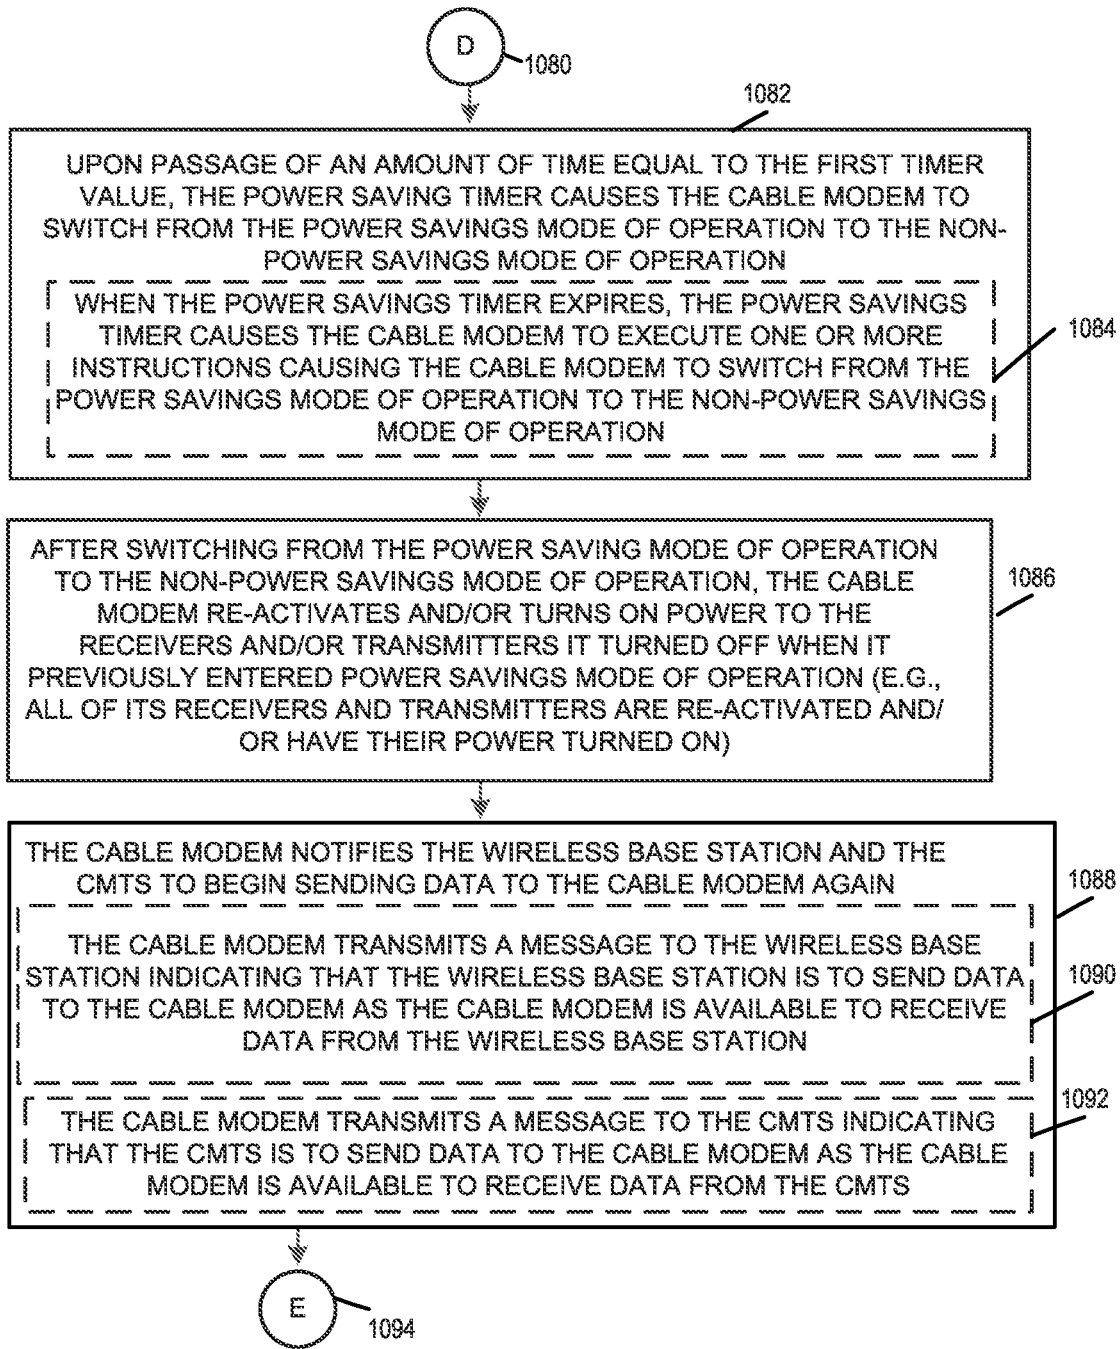 D
1080
1082
UPON PASSAGE OF AN AMOUNT OF TIME EQUAL TO THE FIRST TIMER
VALUE, THE POWER SAVING TIMER CAUSES THE CABLE MODEM TO
SWITCH FROM THE POWER SAVINGS MODE OF OPERATION TO THE NON-
POWER SAVINGS MODE OF OPERATION
WHEN THE POWER SAVINGS TIMER EXPIRES, THE POWER SAVINGS
TIMER CAUSES THE CABLE MODEM TO EXECUTE ONE OR MORE
INSTRUCTIONS CAUSING THE CABLE MODEM TO SWITCH FROM THE
POWER SAVINGS MODE OF OPERATION TO THE NON-POWER SAVINGS
MODE OF OPERATION
1084
AFTER SWITCHING FROM THE POWER SAVING MODE OF OPERATION
TO THE NON-POWER SAVINGS MODE OF OPERATION, THE CABLE
MODEM RE-ACTIVATES AND/OR TURNS ON POWER TO THE
RECEIVERS AND/OR TRANSMITTERS IT TURNED OFF WHEN IT
PREVIOUSLY ENTERED POWER SAVINGS MODE OF OPERATION (E.G.,
ALL OF ITS RECEIVERS AND TRANSMITTERS ARE RE-ACTIVATED AND/
OR HAVE THEIR POWER TURNED ON)
1086
THE CABLE MODEM NOTIFIES THE WIRELESS BASE STATION AND THE
CMTS TO BEGIN SENDING DATA TO THE CABLE MODEM AGAIN
1088
THE CABLE MODEM TRANSMITS A MESSAGE TO THE WIRELESS BASE
STATION INDICATING THAT THE WIRELESS BASE STATION IS TO SEND DATA
TO THE CABLE MODEM AS THE CABLE MODEM IS AVAILABLE TO RECEIVE
DATA FROM THE WIRELESS BASE STATION
1090
THE CABLE MODEM TRANSMITS A MESSAGE TO THE CMTS INDICATING
THAT THE CMTS IS TO SEND DATA TO THE CABLE MODEM AS THE CABLE
MODEM IS AVAILABLE TO RECEIVE DATA FROM THE CMTS
1092
E
1094